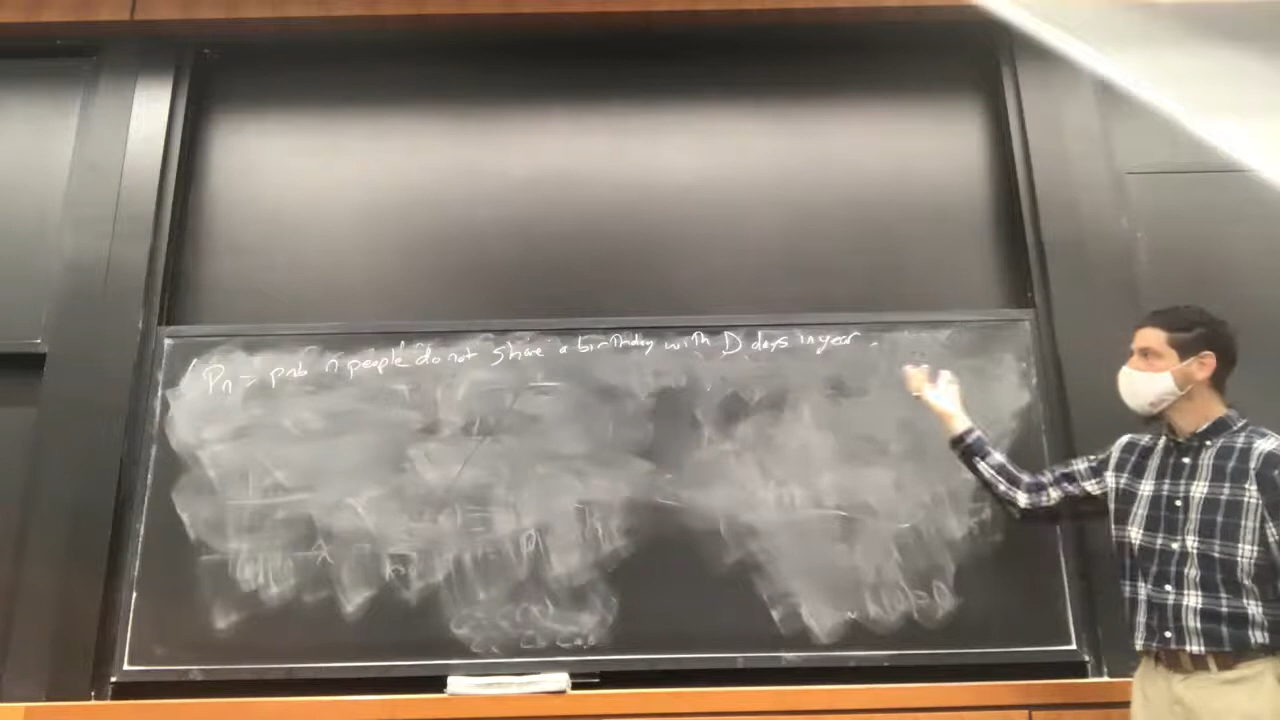 Pn = prob n people do not share a birthday with D days in year.